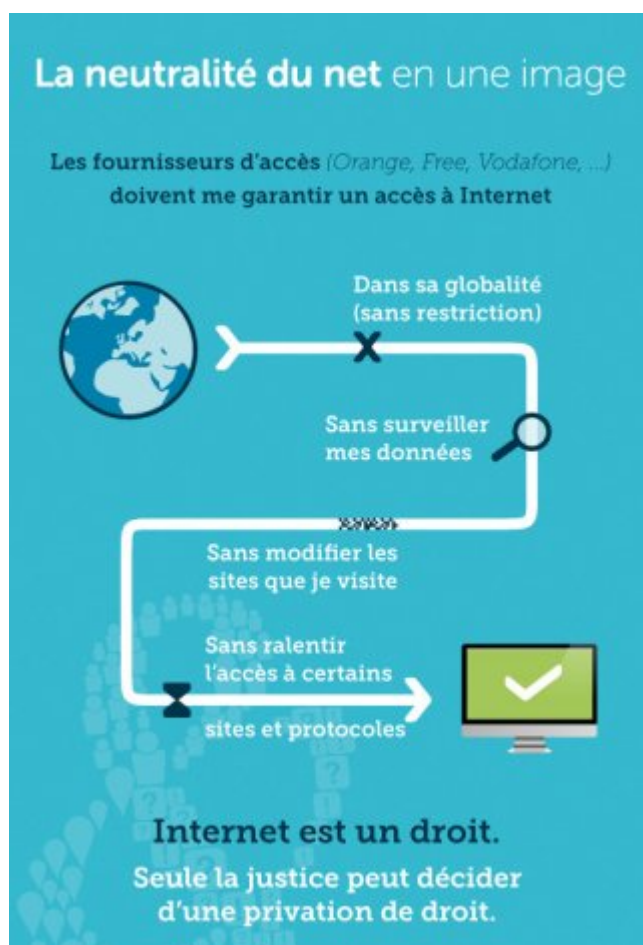 La neutralité du net en une image
Les fournisseurs d'accès (Orange, Free, Vodafone, ...)
doivent me garantir un accès à Internet
Dans sa globalité
(sans restriction)
Sans surveiller
mes données
Sans modifier les
sites que je visite
Sans ralentir
l'accès à certains
sites et protocoles
Internet est un droit.
Seule la justice peut décider
d'une privation de droit.